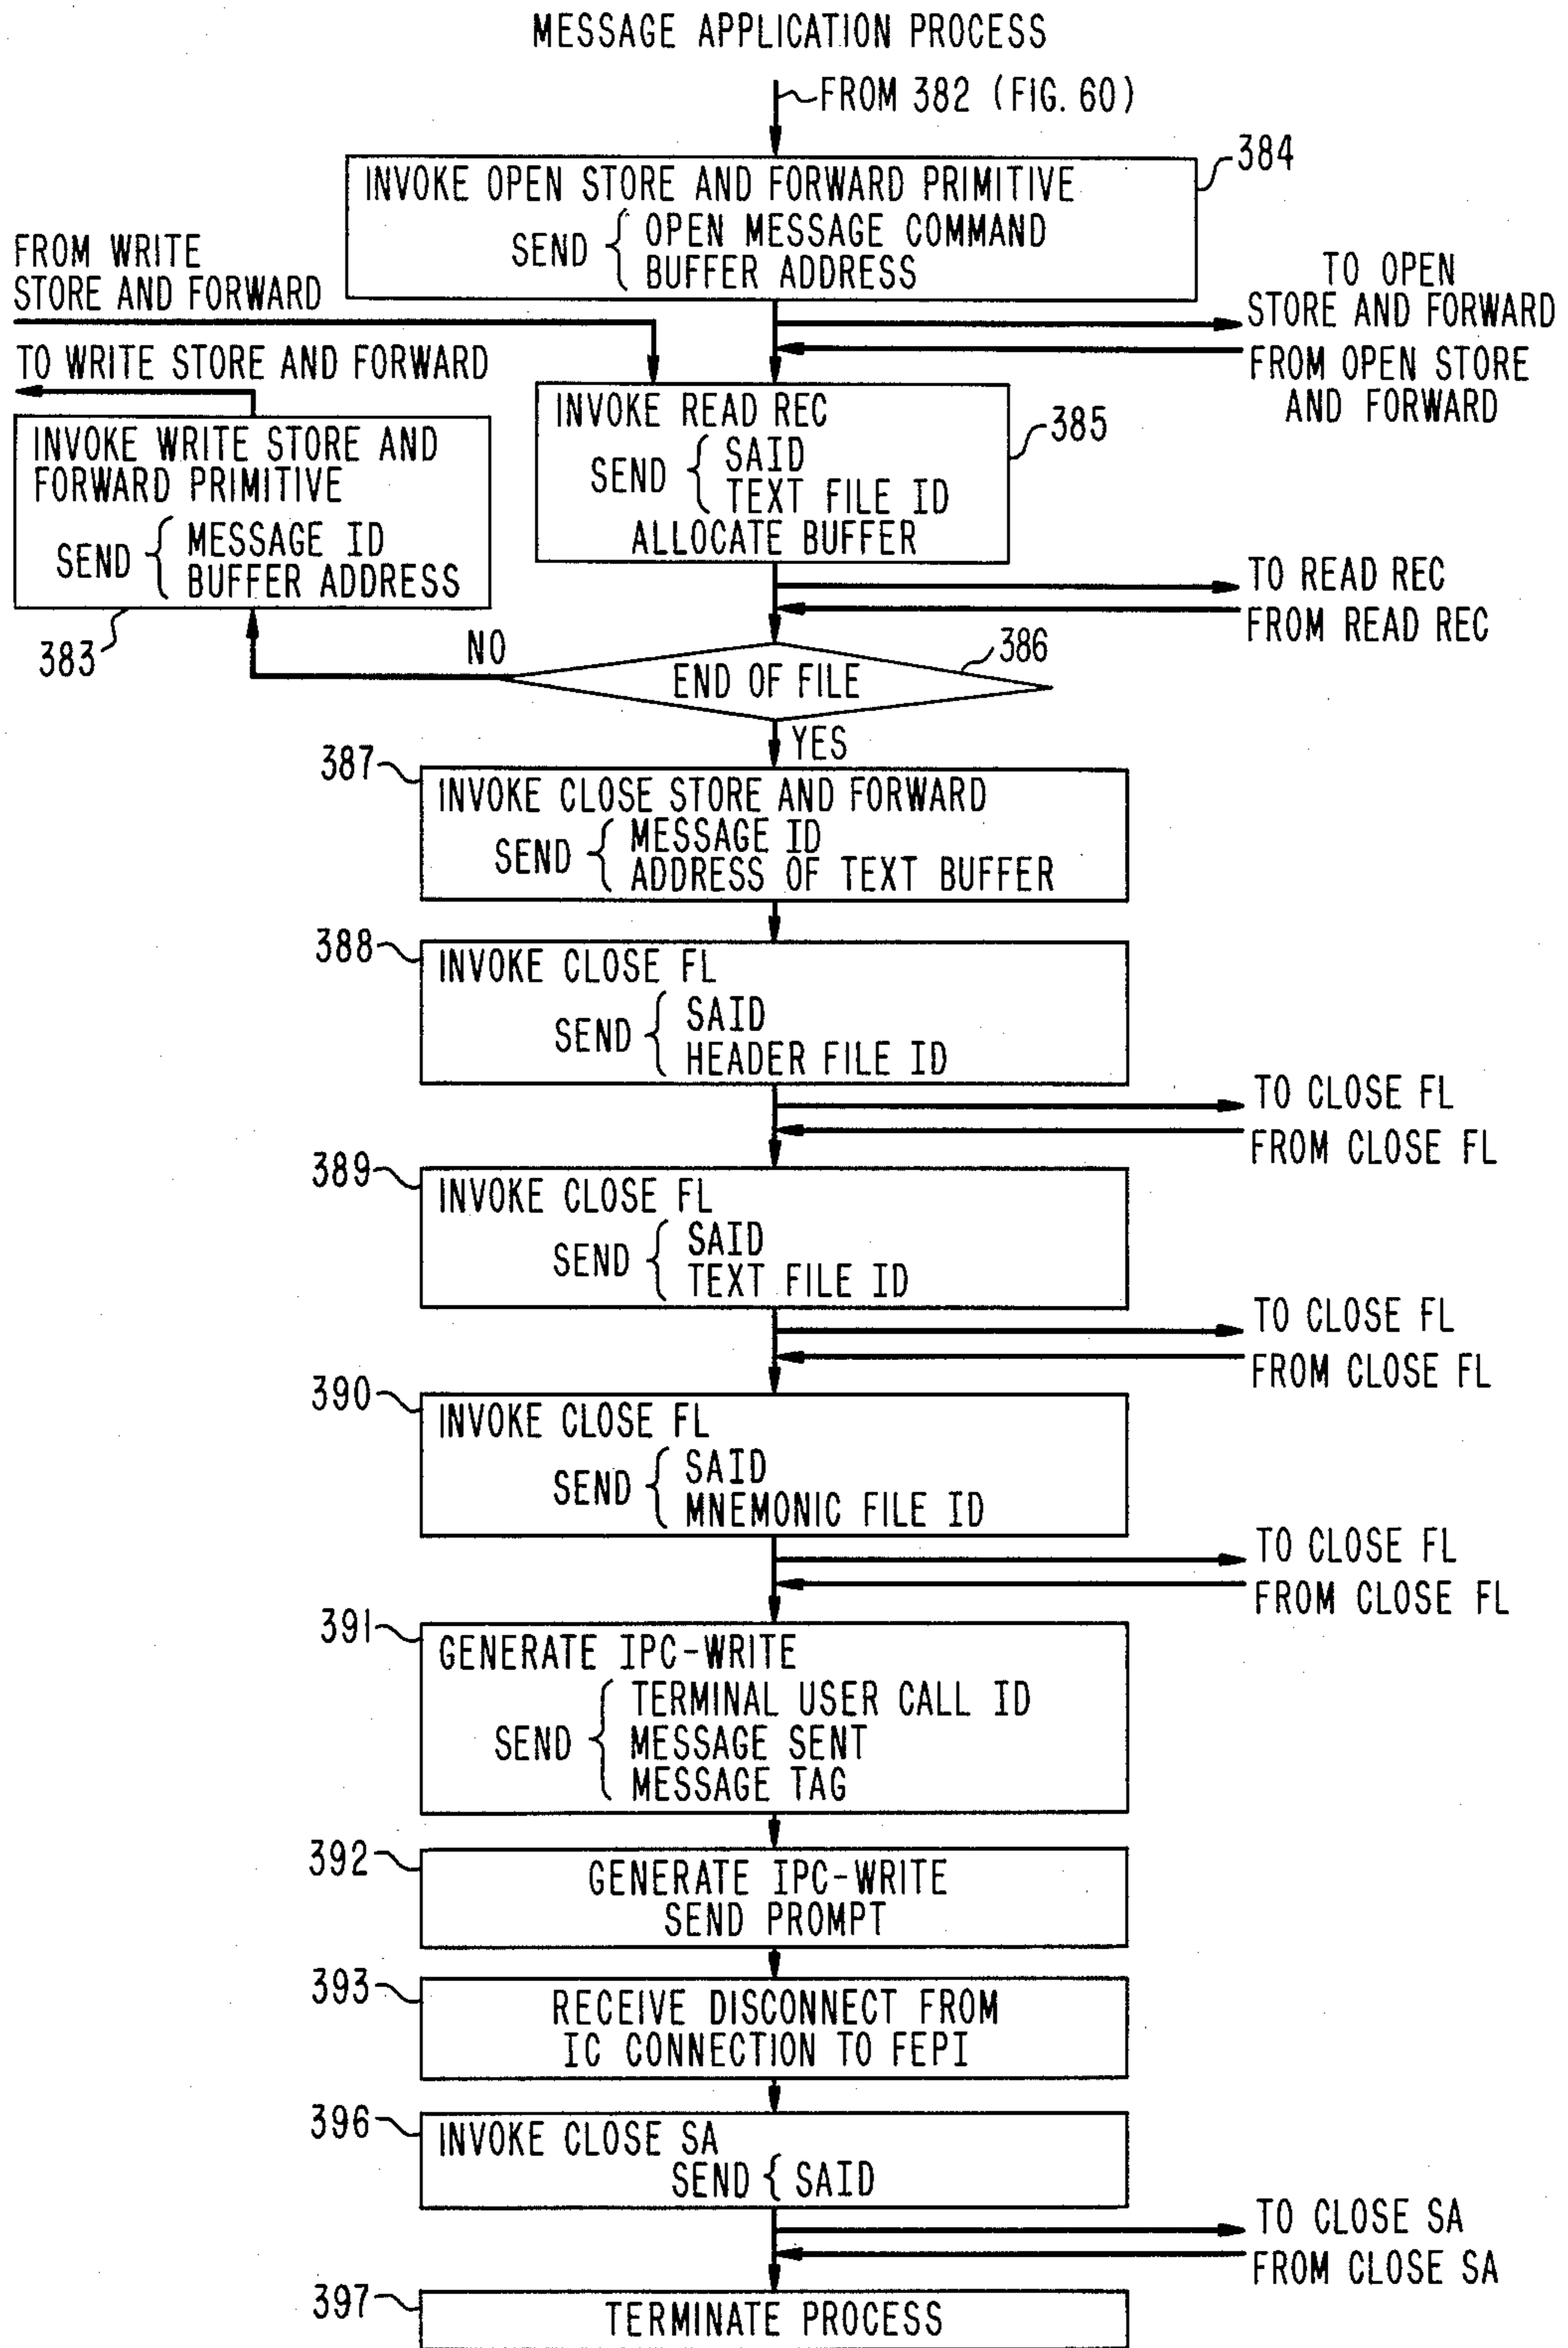 MESSAGE APPLICATION PROCESS
FROM 382 (FIG. 60)
384
INVOKE OPEN STORE AND FORWARD PRIMITIVE
SEND { OPEN MESSAGE COMMAND
BUFFER ADDRESS
FROM WRITE
STORE AND FORWARD
TO OPEN
STORE AND FORWARD
FROM OPEN STORE
AND FORWARD
TO WRITE STORE AND FORWARD
INVOKE WRITE STORE AND
FORWARD PRIMITIVE
SEND { MESSAGE ID
BUFFER ADDRESS
383
INVOKE READ REC
385
SEND { SAID
TEXT FILE ID
ALLOCATE BUFFER
TO READ REC
FROM READ REC
NO
386
END OF FILE
YES
387
INVOKE CLOSE STORE AND FORWARD
SEND { MESSAGE ID
ADDRESS OF TEXT BUFFER
388
INVOKE CLOSE FL
SEND { SAID
HEADER FILE ID
TO CLOSE FL
FROM CLOSE FL
389
INVOKE CLOSE FL
SEND { SAID
TEXT FILE ID
TO CLOSE FL
FROM CLOSE FL
390
INVOKE CLOSE FL
SEND { SAID
MNEMONIC FILE ID
TO CLOSE FL
FROM CLOSE FL
391
GENERATE IPC-WRITE
SEND { TERMINAL USER CALL ID
MESSAGE SENT
MESSAGE TAG
392
GENERATE IPC-WRITE
SEND PROMPT
393
RECEIVE DISCONNECT FROM
IC CONNECTION TO FEPI
396
INVOKE CLOSE SA
SEND { SAID
TO CLOSE SA
FROM CLOSE SA
397
TERMINATE PROCESS